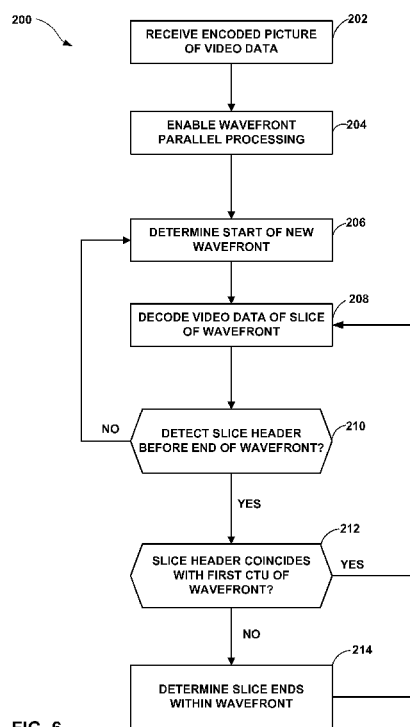 200
202
RECEIVE ENCODED PICTURE
OF VIDEO DATA
204
ENABLE WAVEFRONT
PARALLEL PROCESSING
206
DETERMINE START OF NEW
WAVEFRONT
208
DECODE VIDEO DATA OF SLICE
OF WAVEFRONT
NO
210
DETECT SLICE HEADER
BEFORE END OF WAVEFRONT?
YES
212
SLICE HEADER COINCIDES
WITH FIRST CTU OF
WAVEFRONT?
YES
NO
214
DETERMINE SLICE ENDS
WITHIN WAVEFRONT
FIG. 6